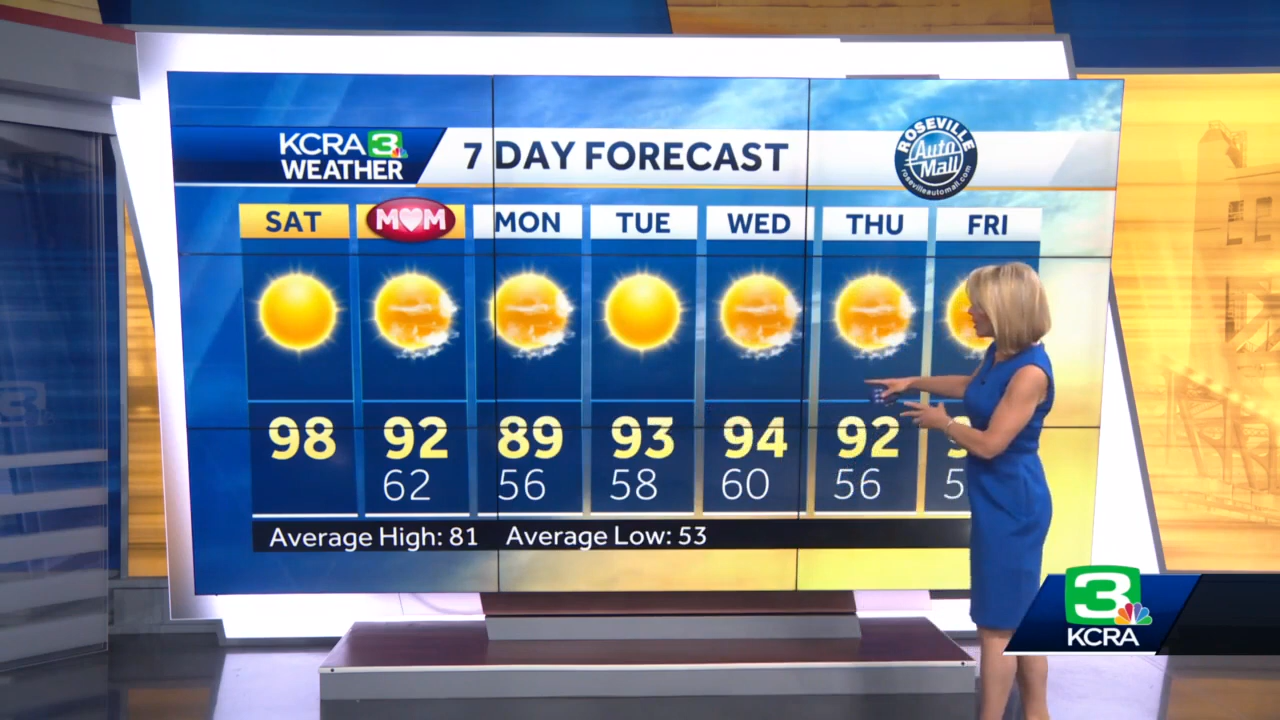 KCRA 3
WEATHER
7 DAY FORECAST
ROSEVILLE
Auto
Mall
rosevilleautomall.com
SAT
MOM
MON
TUE
WED
THU
FRI
98
92
89
93
94
92
62
56
58
60
56
Average High: 81 Average Low: 53
3
3
KCRA